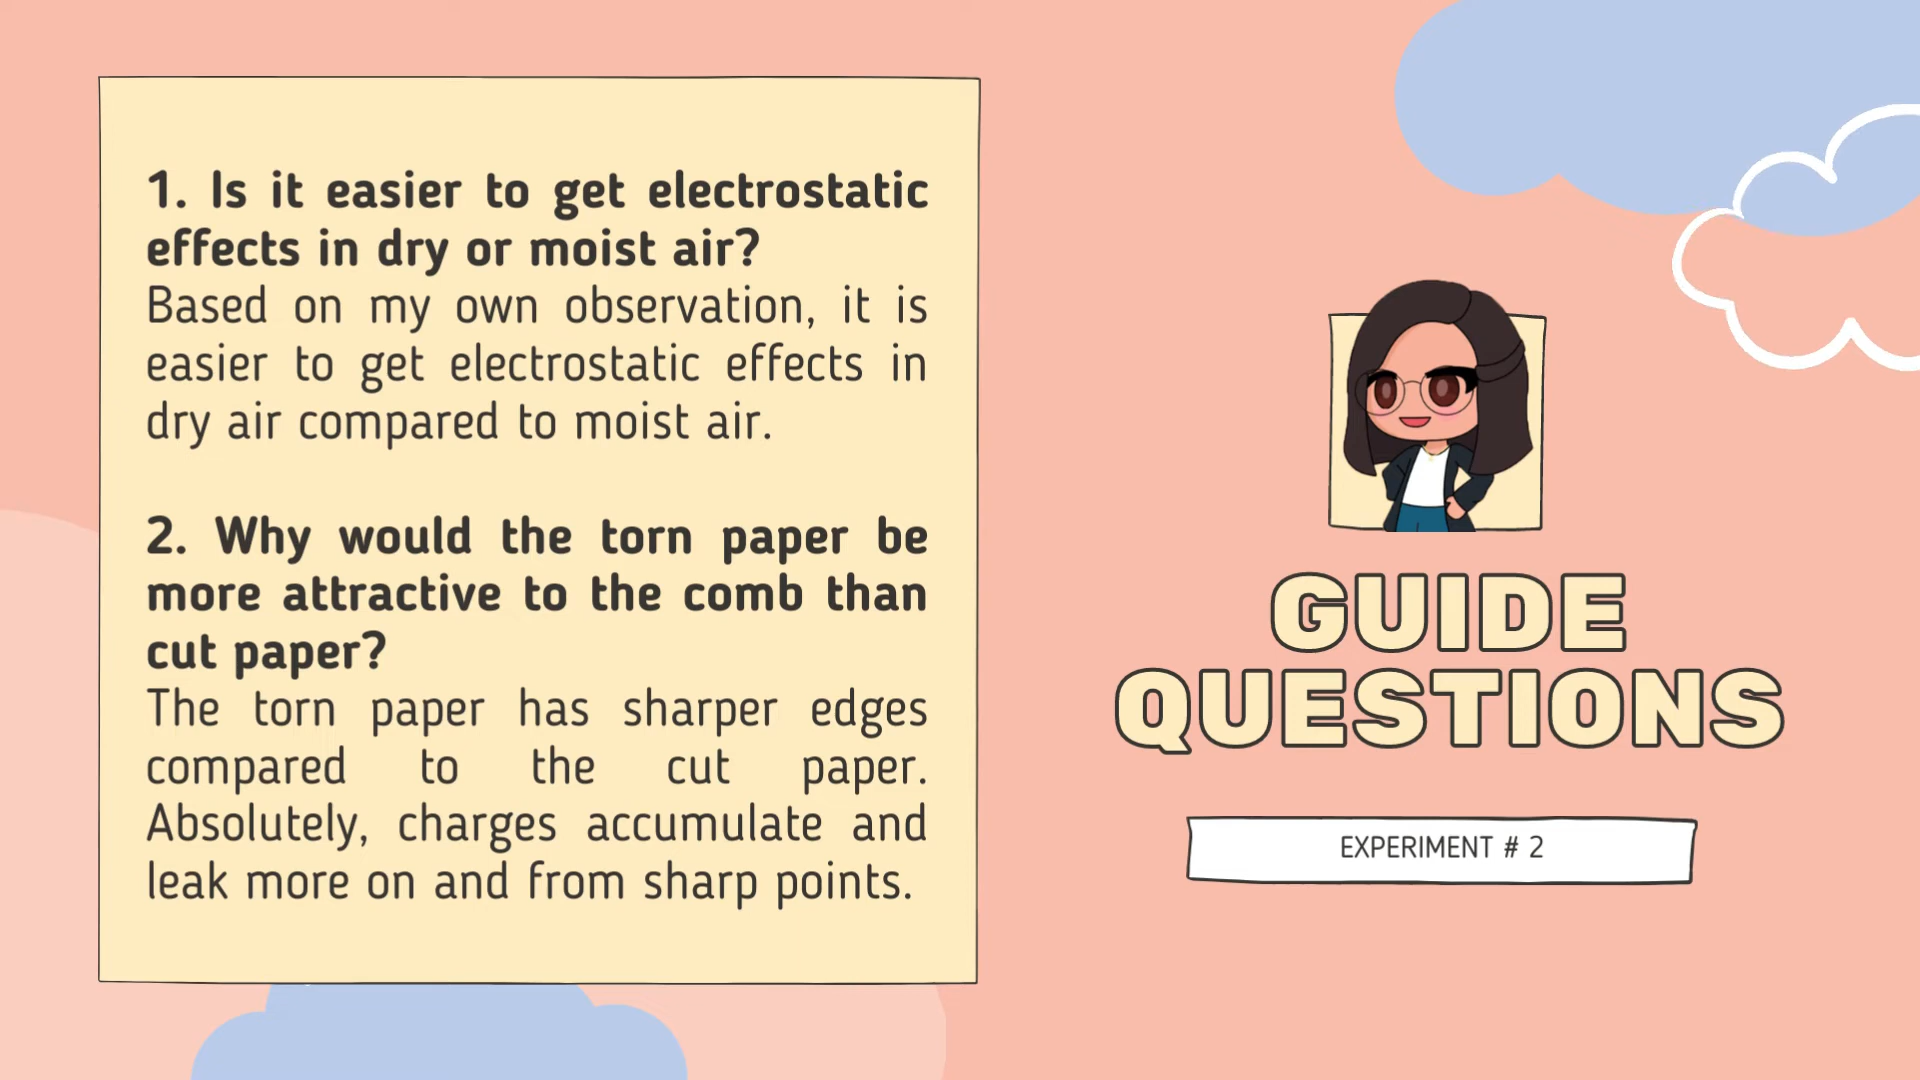 1. Is it easier to get electrostatic
effects in dry or moist air?
Based on my own observation, it is
easier to get electrostatic effects in
dry air compared to moist air.
2. Why would the torn paper be
more attractive to the comb than
cut paper?
The torn paper has sharper edges
compared to the cut paper.
Absolutely, charges accumulate and
leak more on and from sharp points.
GUIDE
QUESTIONS
EXPERIMENT # 2